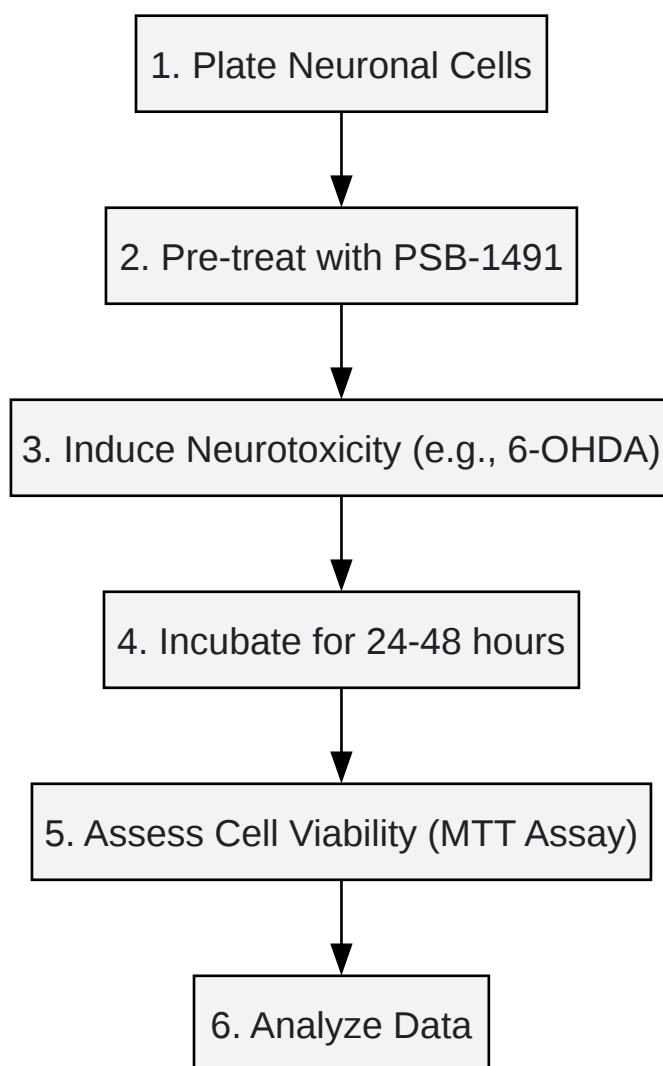 1. Plate Neuronal Cells
2. Pre-treat with PSB-1491
3. Induce Neurotoxicity (e.g., 6-OHDA)
4. Incubate for 24-48 hours
5. Assess Cell Viability (MTT Assay)
6. Analyze Data